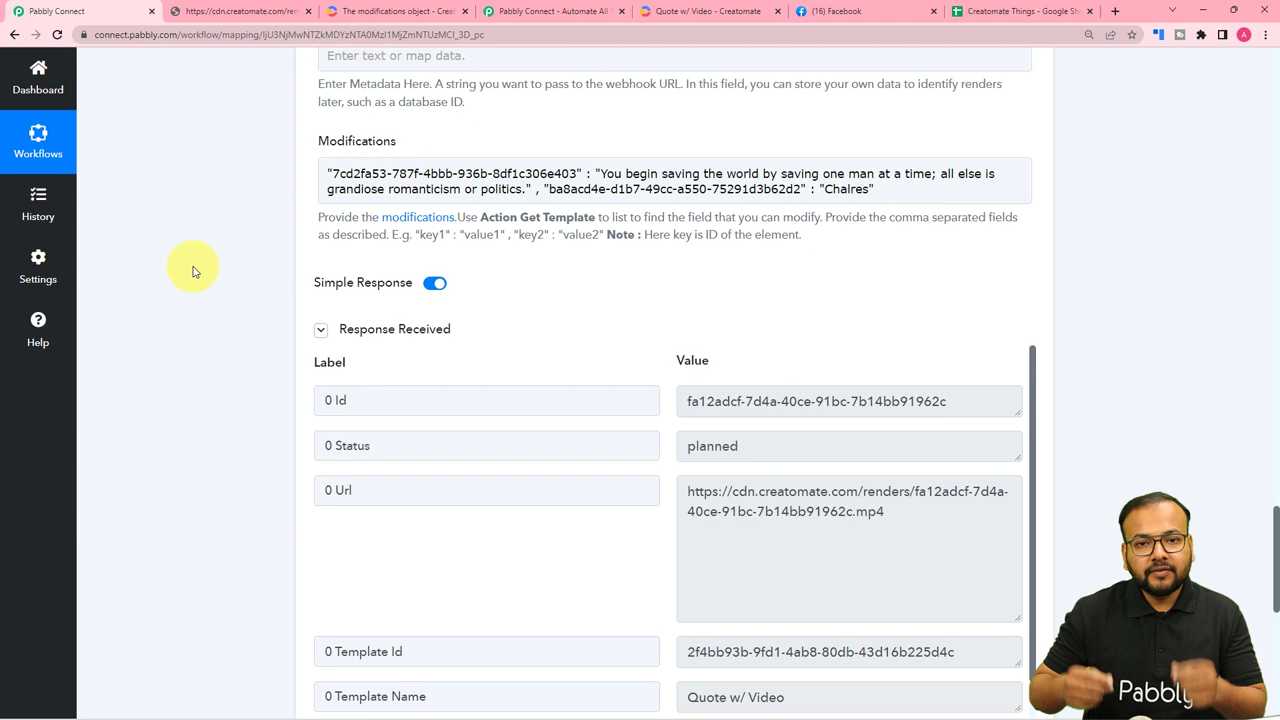 Pabbly Connect
https://cdn.creatomate.com/ren
The modifications object - Creat
Pabbly Connect - Automate All
Quote w/ Video - Creatomate
(16) Facebook
Creatomate Things - Google Sh
connect.pabbly.com/workflow/mapping/IjU3NjMwNTZkMDYzNTA0MzI1MjZmNTUzMCI_3D_pc
A
Dashboard
Workflows
History
Settings
Help
Enter text or map data.
Enter Metadata Here. A string you want to pass to the webhook URL. In this field, you can store your own data to identify renders
later, such as a database ID.
Modifications
"7cd2fa53-787f-4bbb-936b-8df1c306e403" : "You begin saving the world by saving one man at a time; all else is
grandiose romanticism or politics." , "ba8acd4e-d1b7-49cc-a550-75291d3b62d2" : "Chalres"
Provide the modifications.Use Action Get Template to list to find the field that you can modify. Provide the comma separated fields
as described. E.g. "key1" : "value1" , "key2" : "value2" Note : Here key is ID of the element.
Simple Response
Response Received
Label
Value
0 Id
fa12adcf-7d4a-40ce-91bc-7b14bb91962c
0 Status
planned
0 Url
https://cdn.creatomate.com/renders/fa12adcf-7d4a-
40ce-91bc-7b14bb91962c.mp4
0 Template Id
2f4bb93b-9fd1-4ab8-80db-43d16b225d4c
0 Template Name
Quote w/ Video
Pabbly